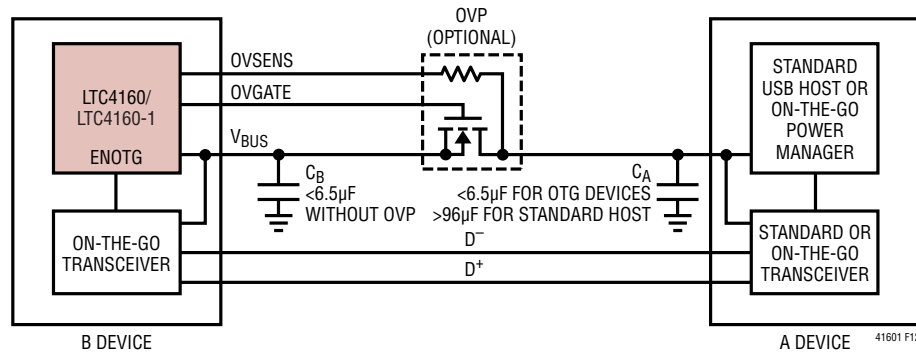 OVP
(OPTIONAL)
OVSENS
OVGATE
LTC4160/
LTC4160-1
ENOTG
VBUS
CB
<6.5µF
WITHOUT OVP
CA
<6.5µF FOR OTG DEVICES
>96µF FOR STANDARD HOST
STANDARD
USB HOST OR
ON-THE-GO
POWER
MANAGER
ON-THE-GO
TRANSCEIVER
D–
D+
STANDARD OR
ON-THE-GO
TRANSCEIVER
B DEVICE
A DEVICE